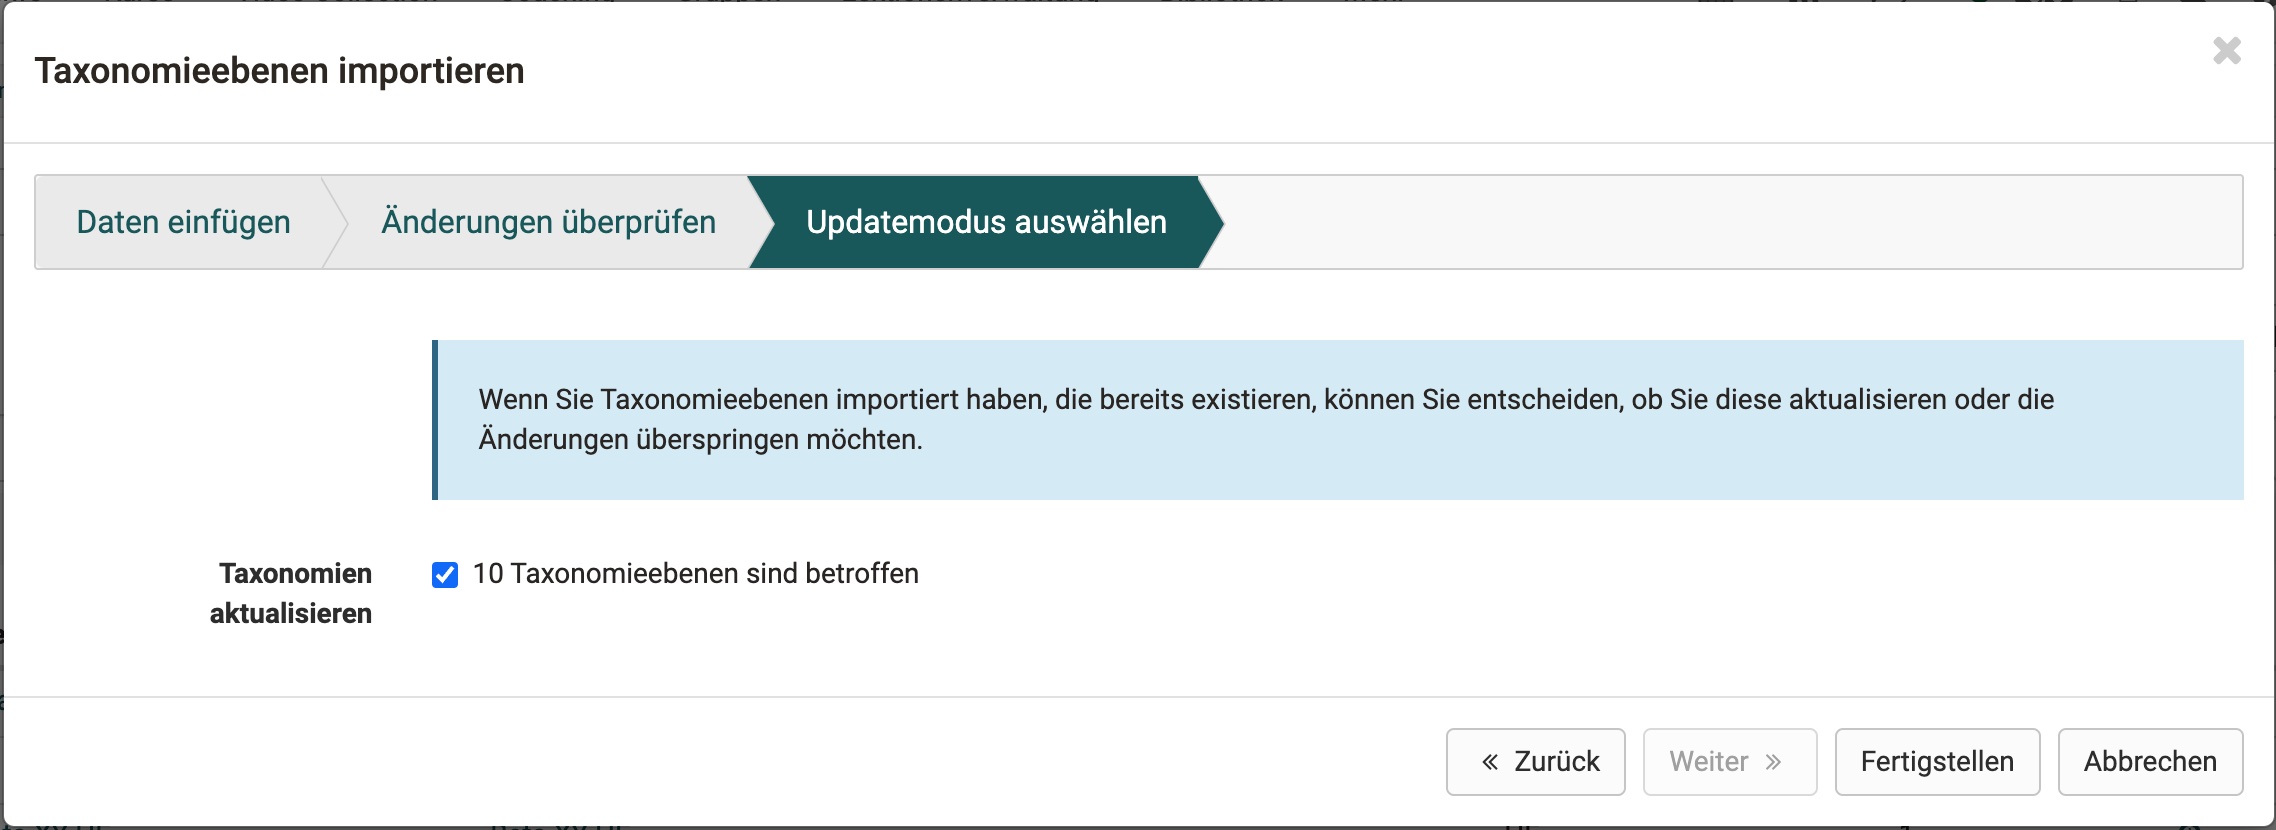 Taxonomieebenen importieren
Daten einfügen
Änderungen überprüfen
Updatemodus auswählen
Wenn Sie Taxonomieebenen importiert haben, die bereits existieren, können Sie entscheiden, ob Sie diese aktualisieren oder die
Änderungen überspringen möchten.
Taxonomien
aktualisieren
10 Taxonomieebenen sind betroffen
« Zurück
Weiter »
Fertigstellen
Abbrechen